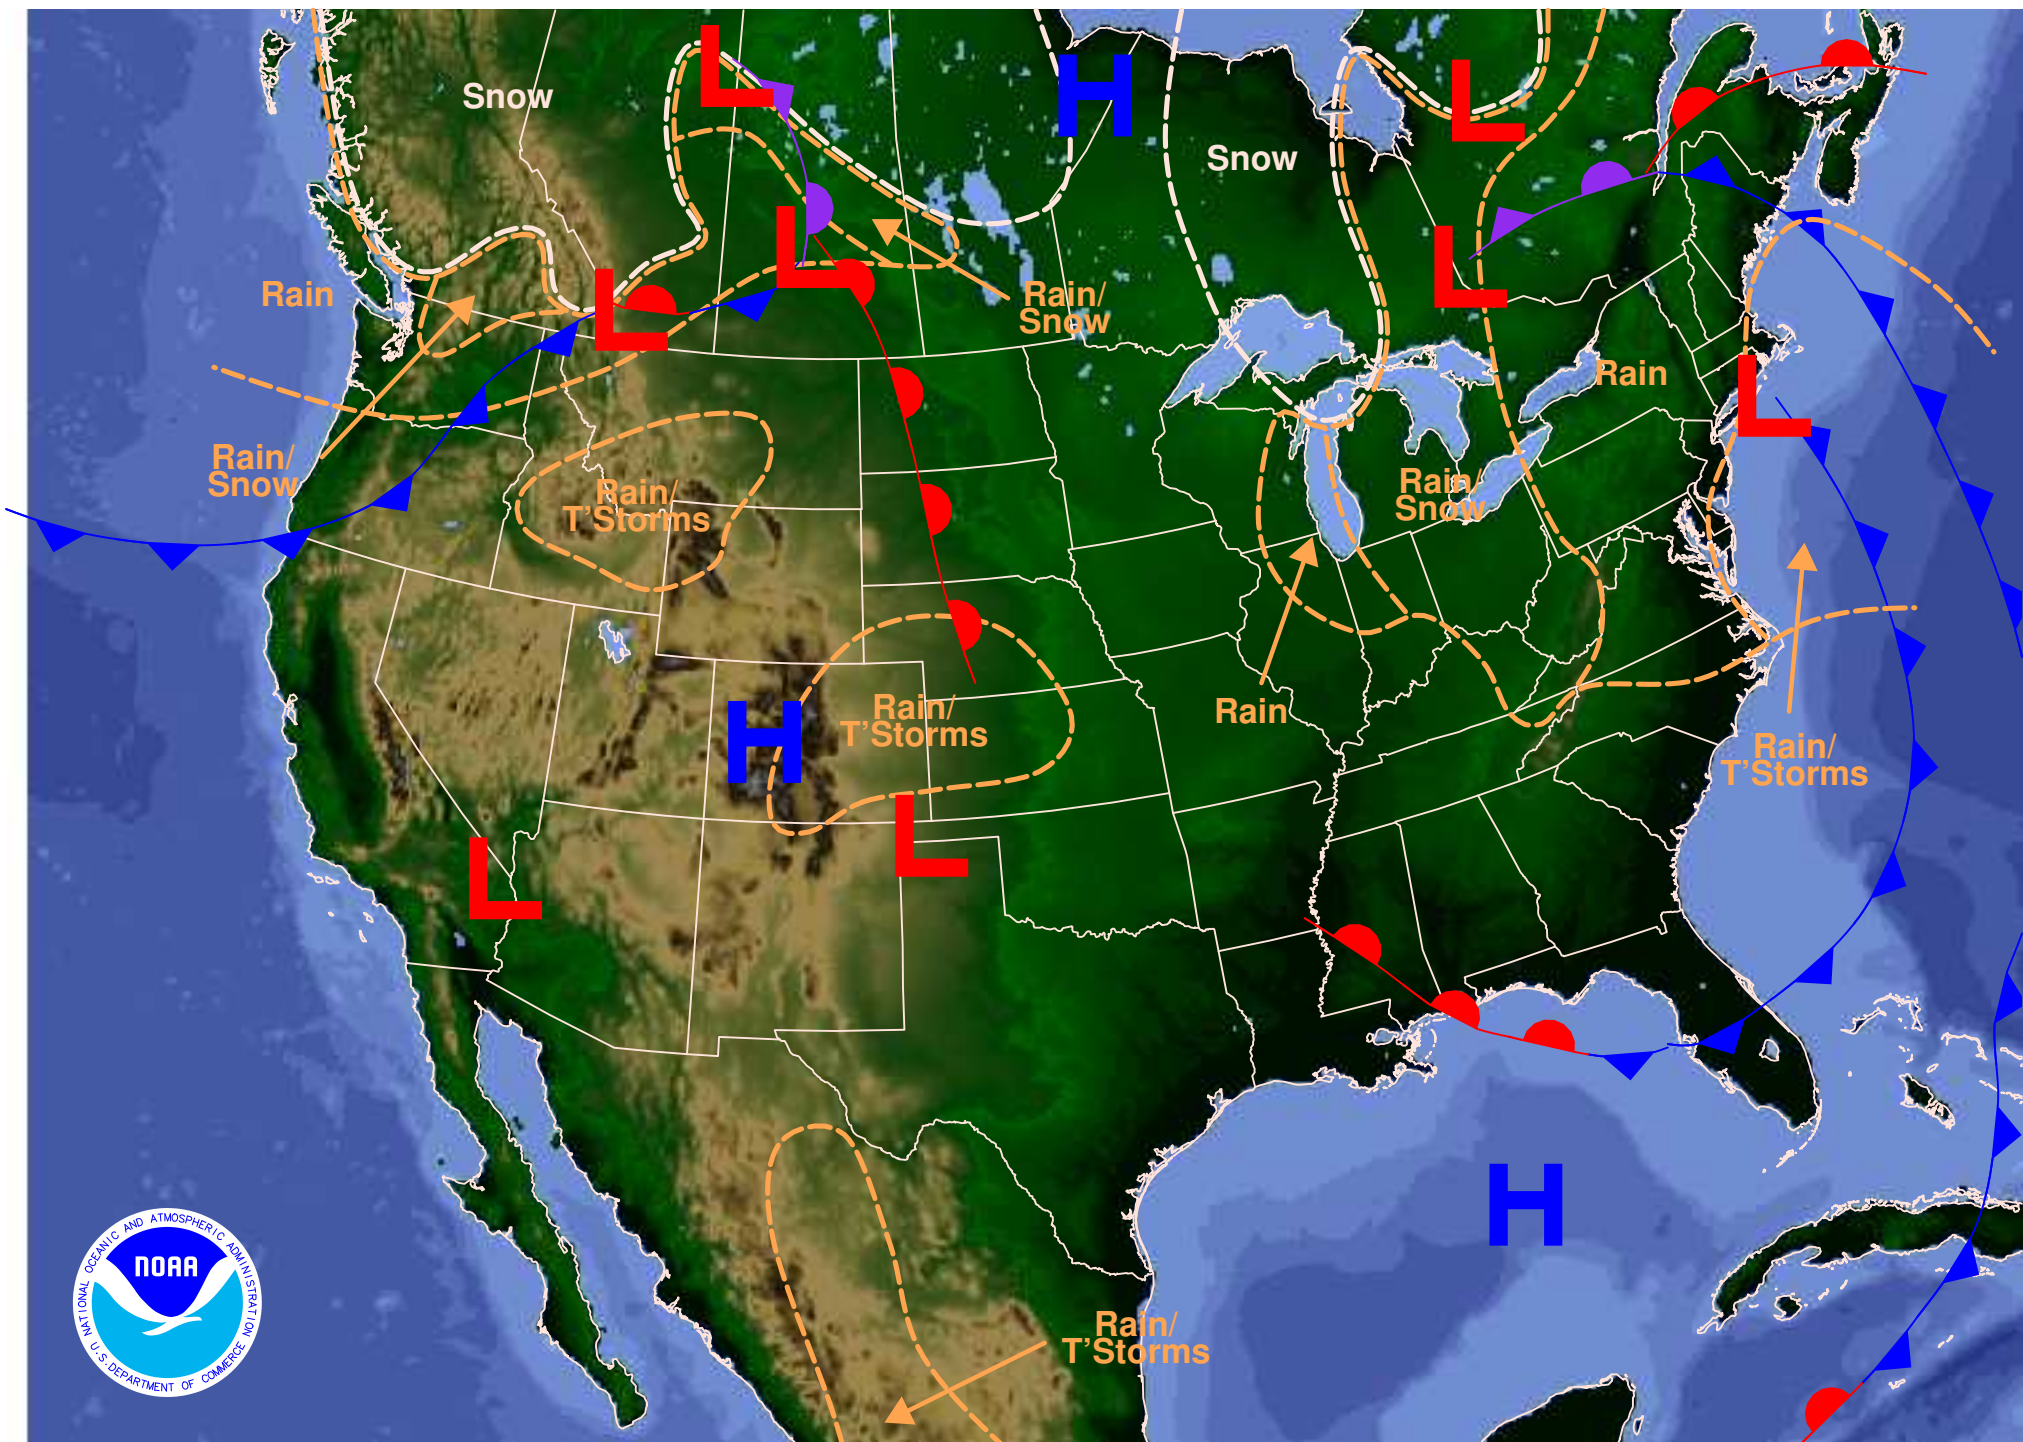 L
Snow
H
L
Snow
L
L
L
Rain
Rain/
Snow
L
Rain
L
Rain/
Snow
Rain/
T'Storms
Rain/
Snow
H
Rain/
T'Storms
Rain
Rain/
T'Storms
L
L
H
NATIONAL OCEANIC AND ATMOSPHERIC ADMINISTRATION
NOAA
U.S. DEPARTMENT OF COMMERCE
Rain/
T'Storms